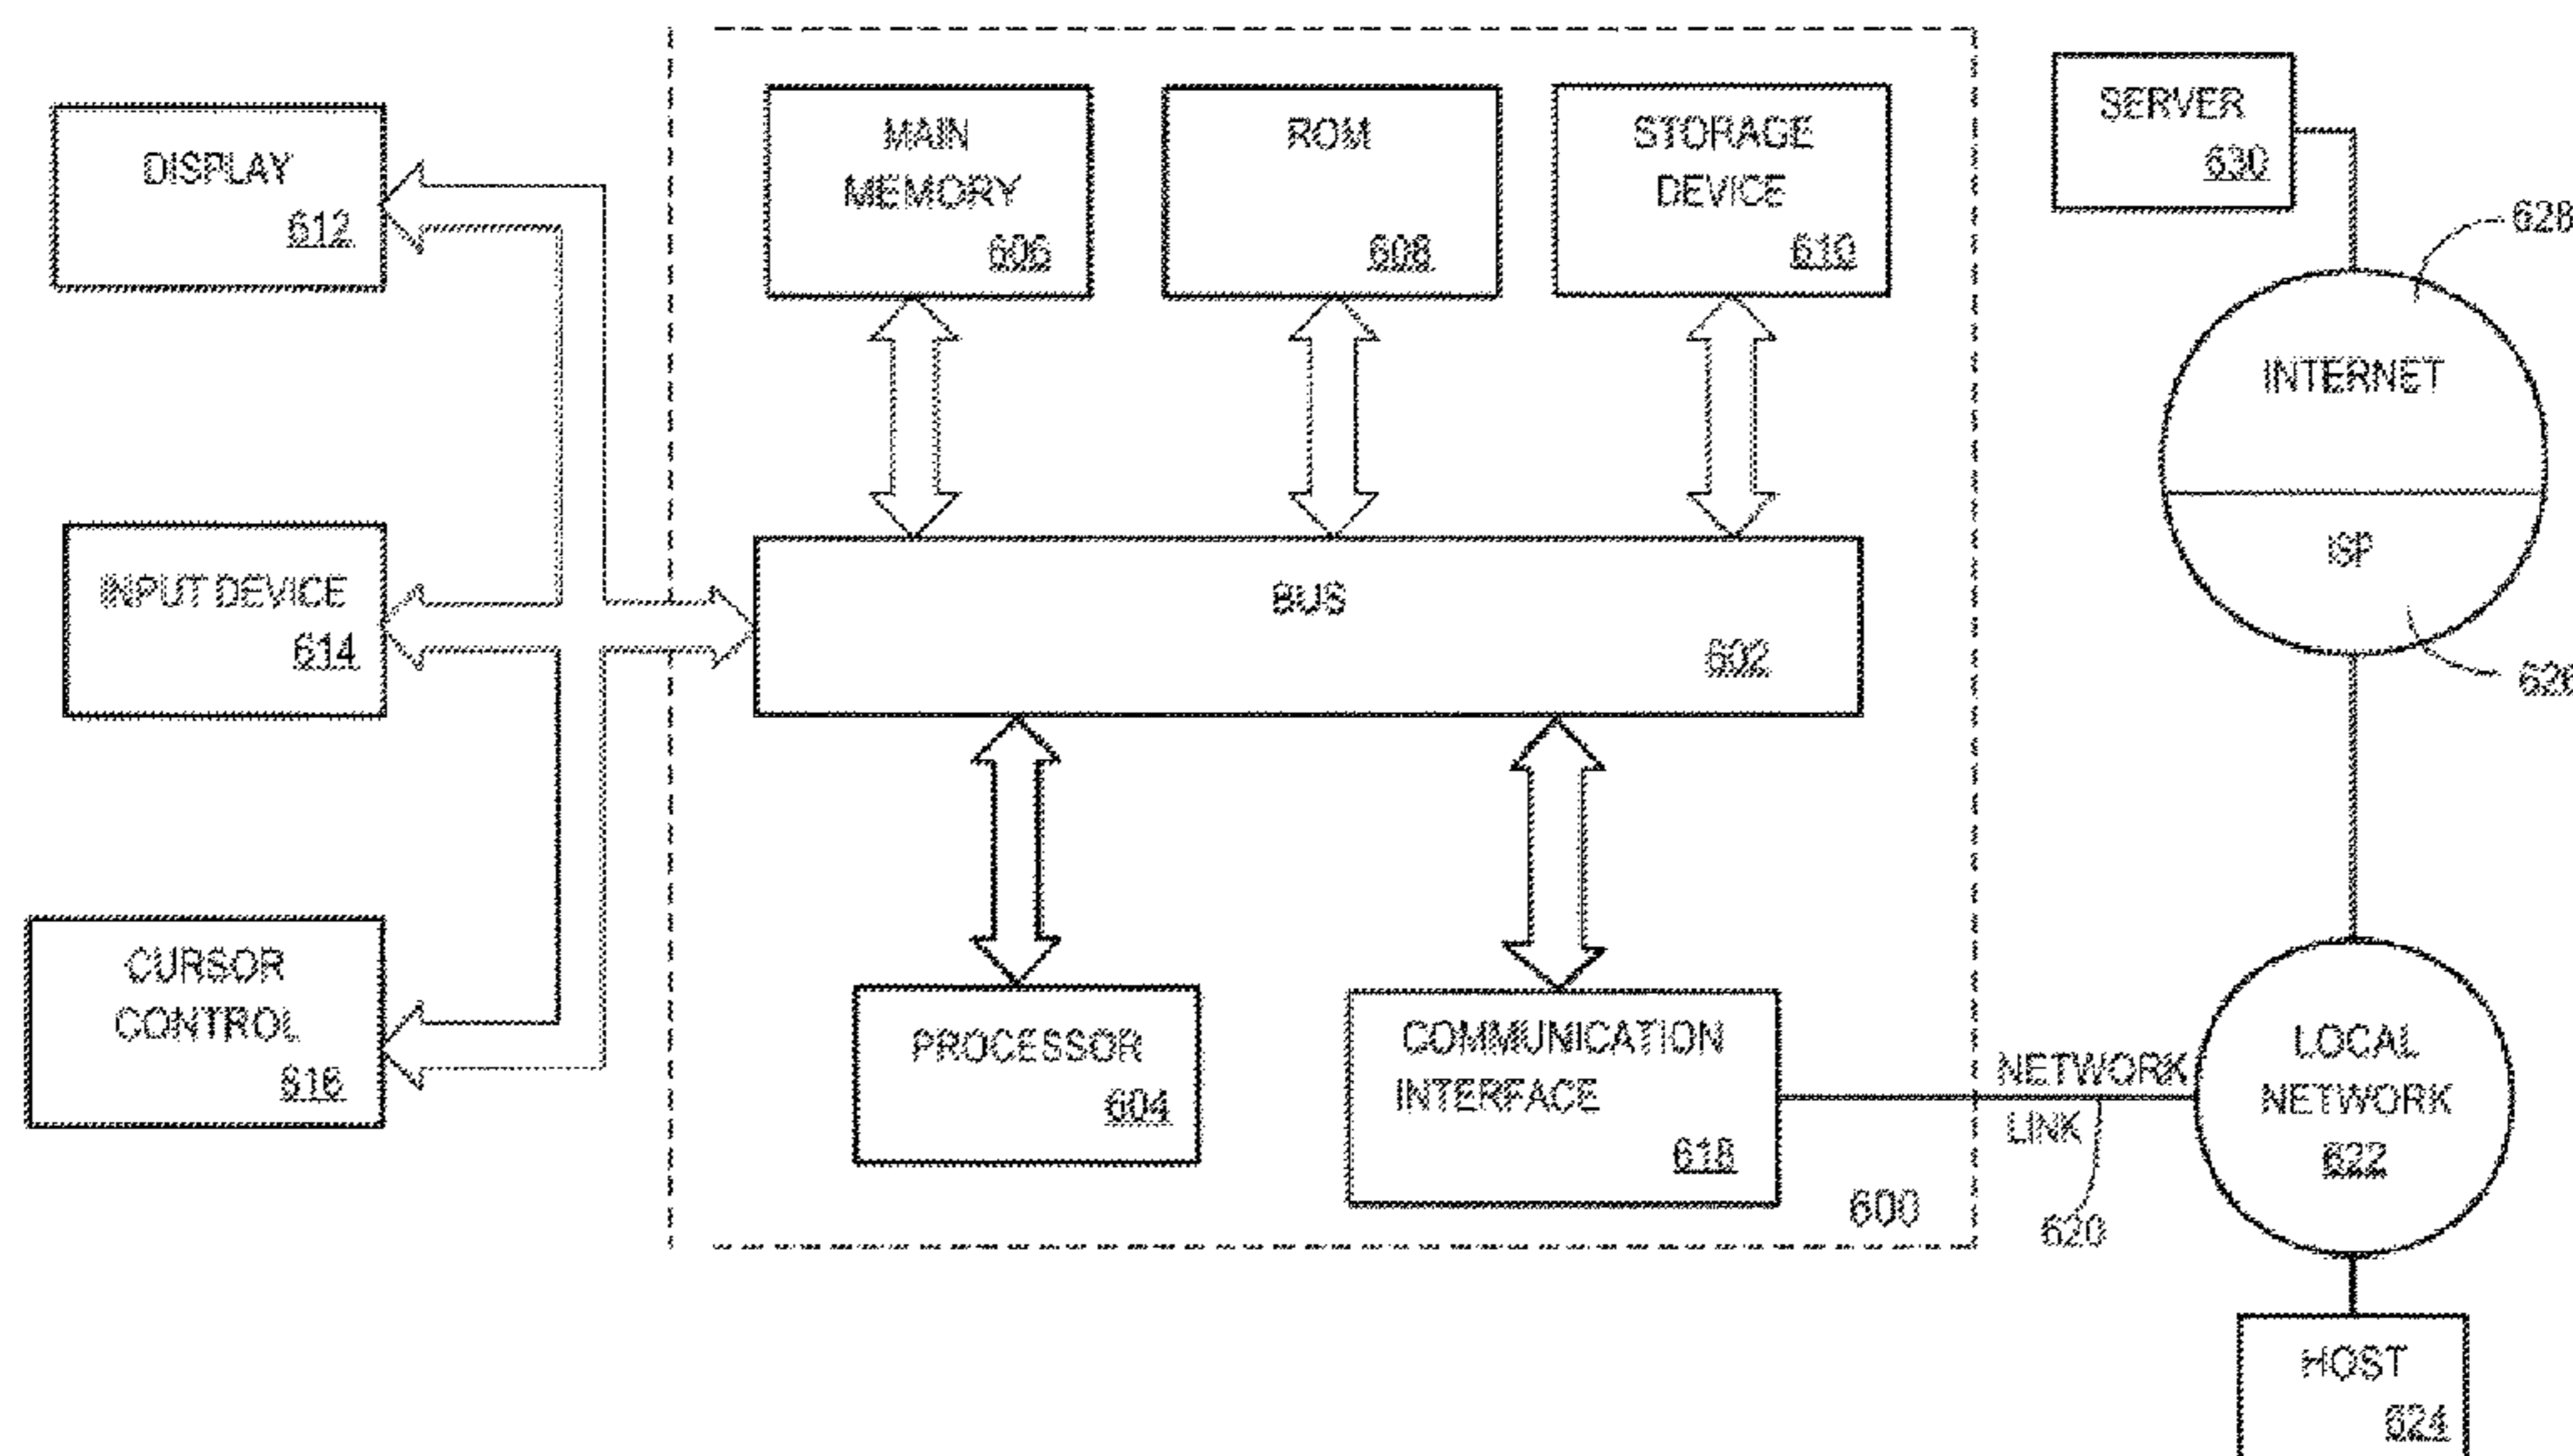 DISPLAY
612
INPUT DEVICE
614
CURSOR
CONTROL
616
MAIN
MEMORY
606
ROM
608
STORAGE
DEVICE
610
BUS
602
PROCESSOR
604
COMMUNICATION
INTERFACE
618
600
SERVER
630
628
INTERNET
ISP
626
NETWORK
LINK
620
LOCAL
NETWORK
622
HOST
624